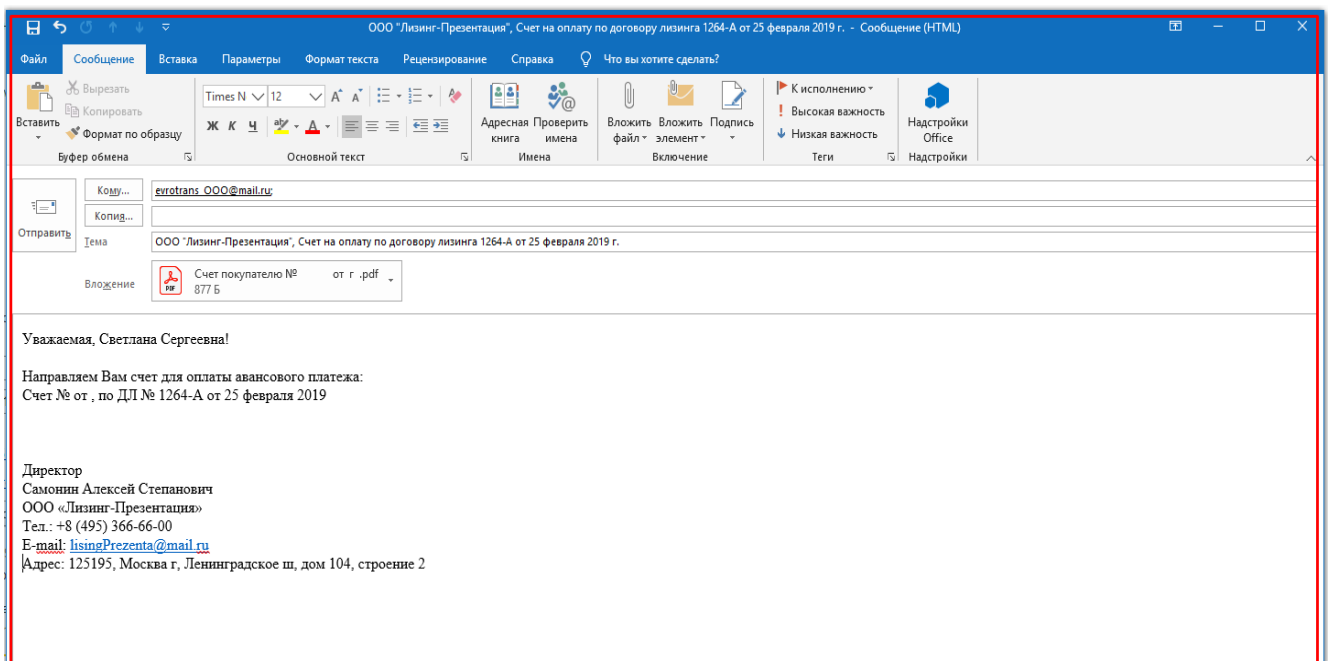 ООО "Лизинг-Презентация", Счет на оплату по договору лизинга 1264-А от 25 февраля 2019 г. - Сообщение (HTML)
Файл Сообщение Вставка Параметры Формат текста Рецензирование Справка Что вы хотите сделать?
Вставить
Вырезать
Копировать
Формат по образцу
Буфер обмена
Times N 12
Ж К Ч
Основной текст
Адресная книга
Проверить имена
Имена
Вложить файл
Вложить элемент
Подпись
Включение
К исполнению
Высокая важность
Низкая важность
Теги
Надстройки Office
Надстройки
Отправить
Кому... evrotrans_OOO@mail.ru;
Копия...
Тема ООО "Лизинг-Презентация", Счет на оплату по договору лизинга 1264-А от 25 февраля 2019 г.
Вложение
PDF
Счет покупателю № от г .pdf
877 Б
Уважаемая, Светлана Сергеевна!
Направляем Вам счет для оплаты авансового платежа:
Счет № от , по ДЛ № 1264-А от 25 февраля 2019
Директор
Самонин Алексей Степанович
ООО «Лизинг-Презентация»
Тел.: +8 (495) 366-66-00
E-mail: lisingPrezenta@mail.ru
Адрес: 125195, Москва г, Ленинградское ш, дом 104, строение 2